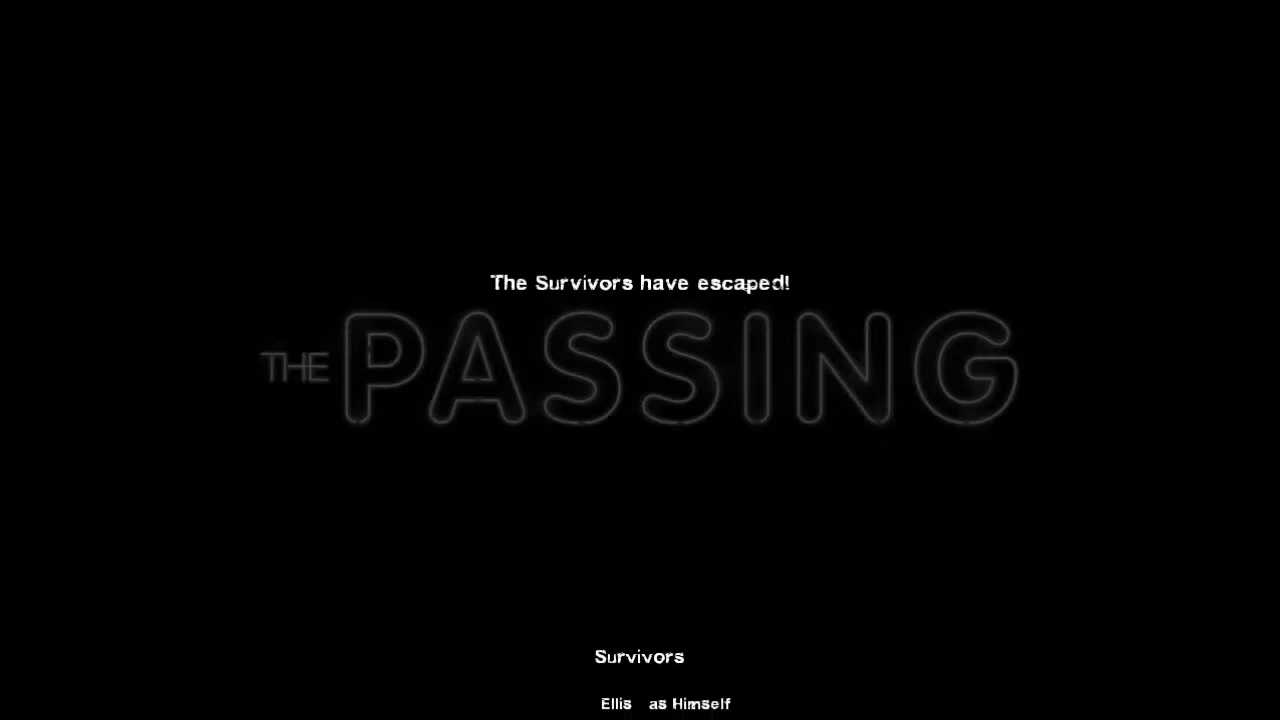 The Survivors have escaped!
THE PASSING
Survivors
Ellis as Himself